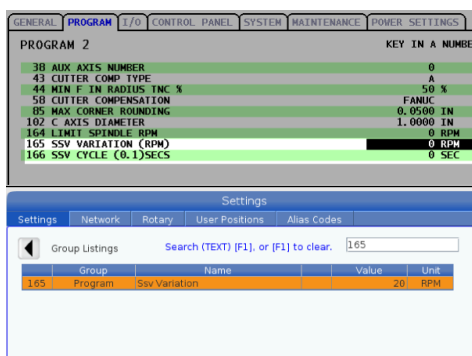 GENERAL PROGRAM I/O CONTROL PANEL SYSTEM MAINTENANCE POWER SETTINGS
PROGRAM 2 KEY IN A NUMBE
38 AUX AXIS NUMBER 0
43 CUTTER COMP TYPE A
44 MIN F IN RADIUS TNC % 50 %
58 CUTTER COMPENSATION FANUC
85 MAX CORNER ROUNDING 0.0500 IN
102 C AXIS DIAMETER 1.0000 IN
164 LIMIT SPINDLE RPM 0 RPM
165 SSV VARIATION (RPM) 0 RPM
166 SSV CYCLE (0.1)SECS 0 SEC
Settings
Settings Network Rotary User Positions Alias Codes
Group Listings Search (TEXT) [F1], or [F1] to clear. 165
Group Name Value Unit
165 Program Ssv Variation 20 RPM